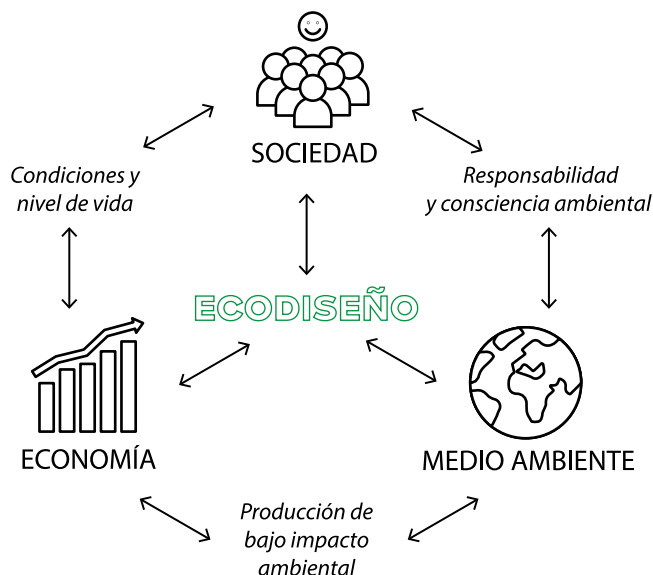 SOCIEDAD
Condiciones y
nivel de vida
Responsabilidad
y consciencia ambiental
ECODISEÑO
ECONOMÍA
MEDIO AMBIENTE
Producción de
bajo impacto
ambiental